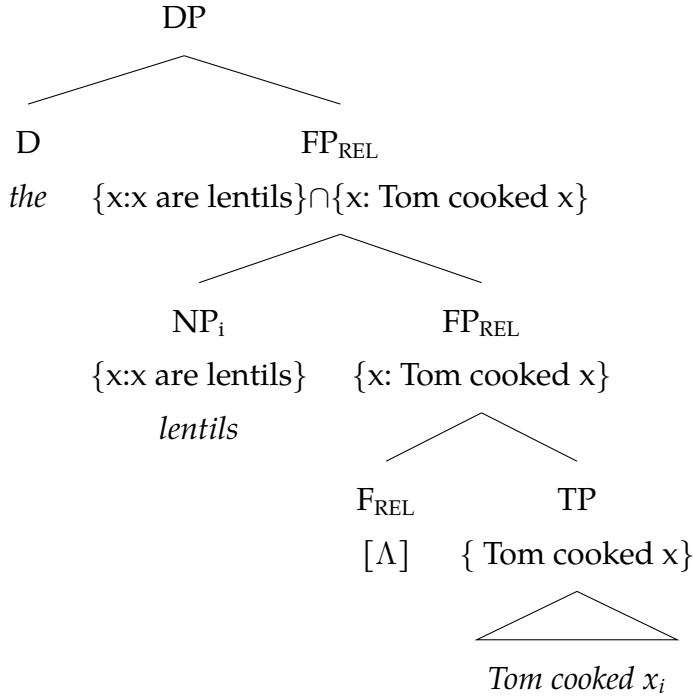 DP
D FP_REL
the {x:x are lentils}∩{x: Tom cooked x}
NP_i FP_REL
{x:x are lentils} {x: Tom cooked x}
lentils
F_REL TP
[Λ] { Tom cooked x}
Tom cooked x_i